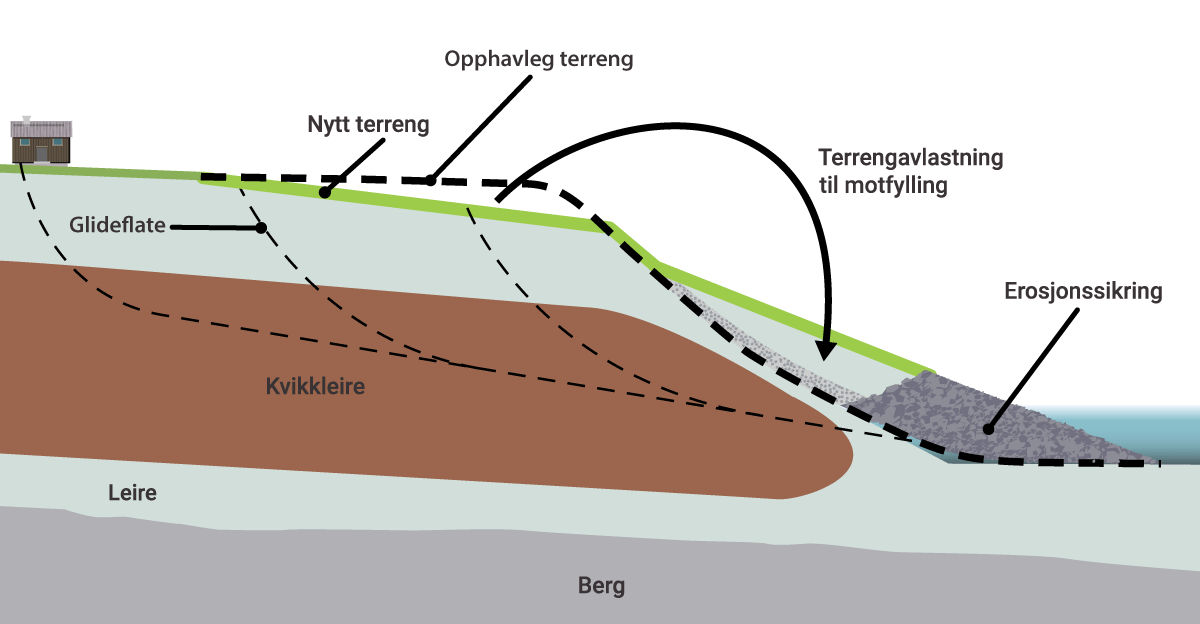 Opphavleg terreng
Nytt terreng
Terrengavlastning
til motfylling
Glideflate
Erosjonssikring
Kvikkleire
Leire
Berg